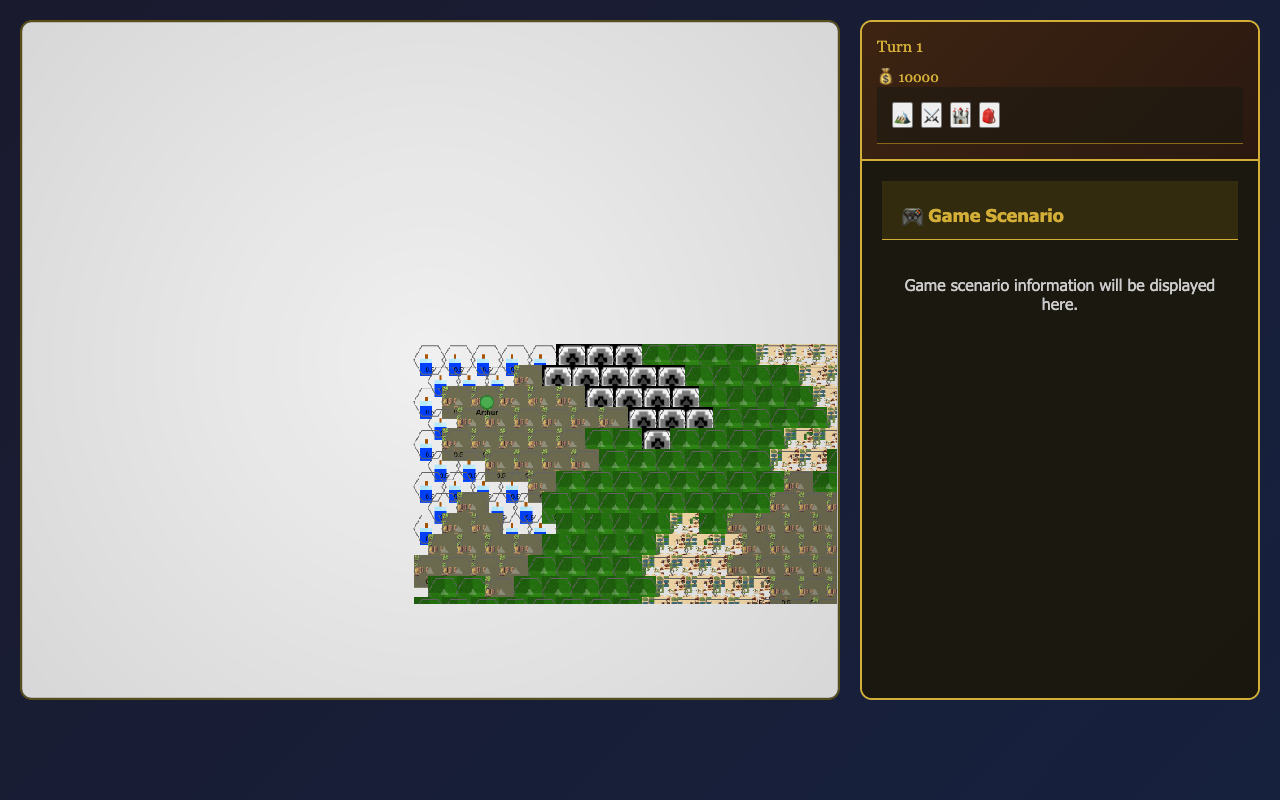 Turn 1
10000
Game Scenario
Game scenario information will be displayed
here.
Arthur